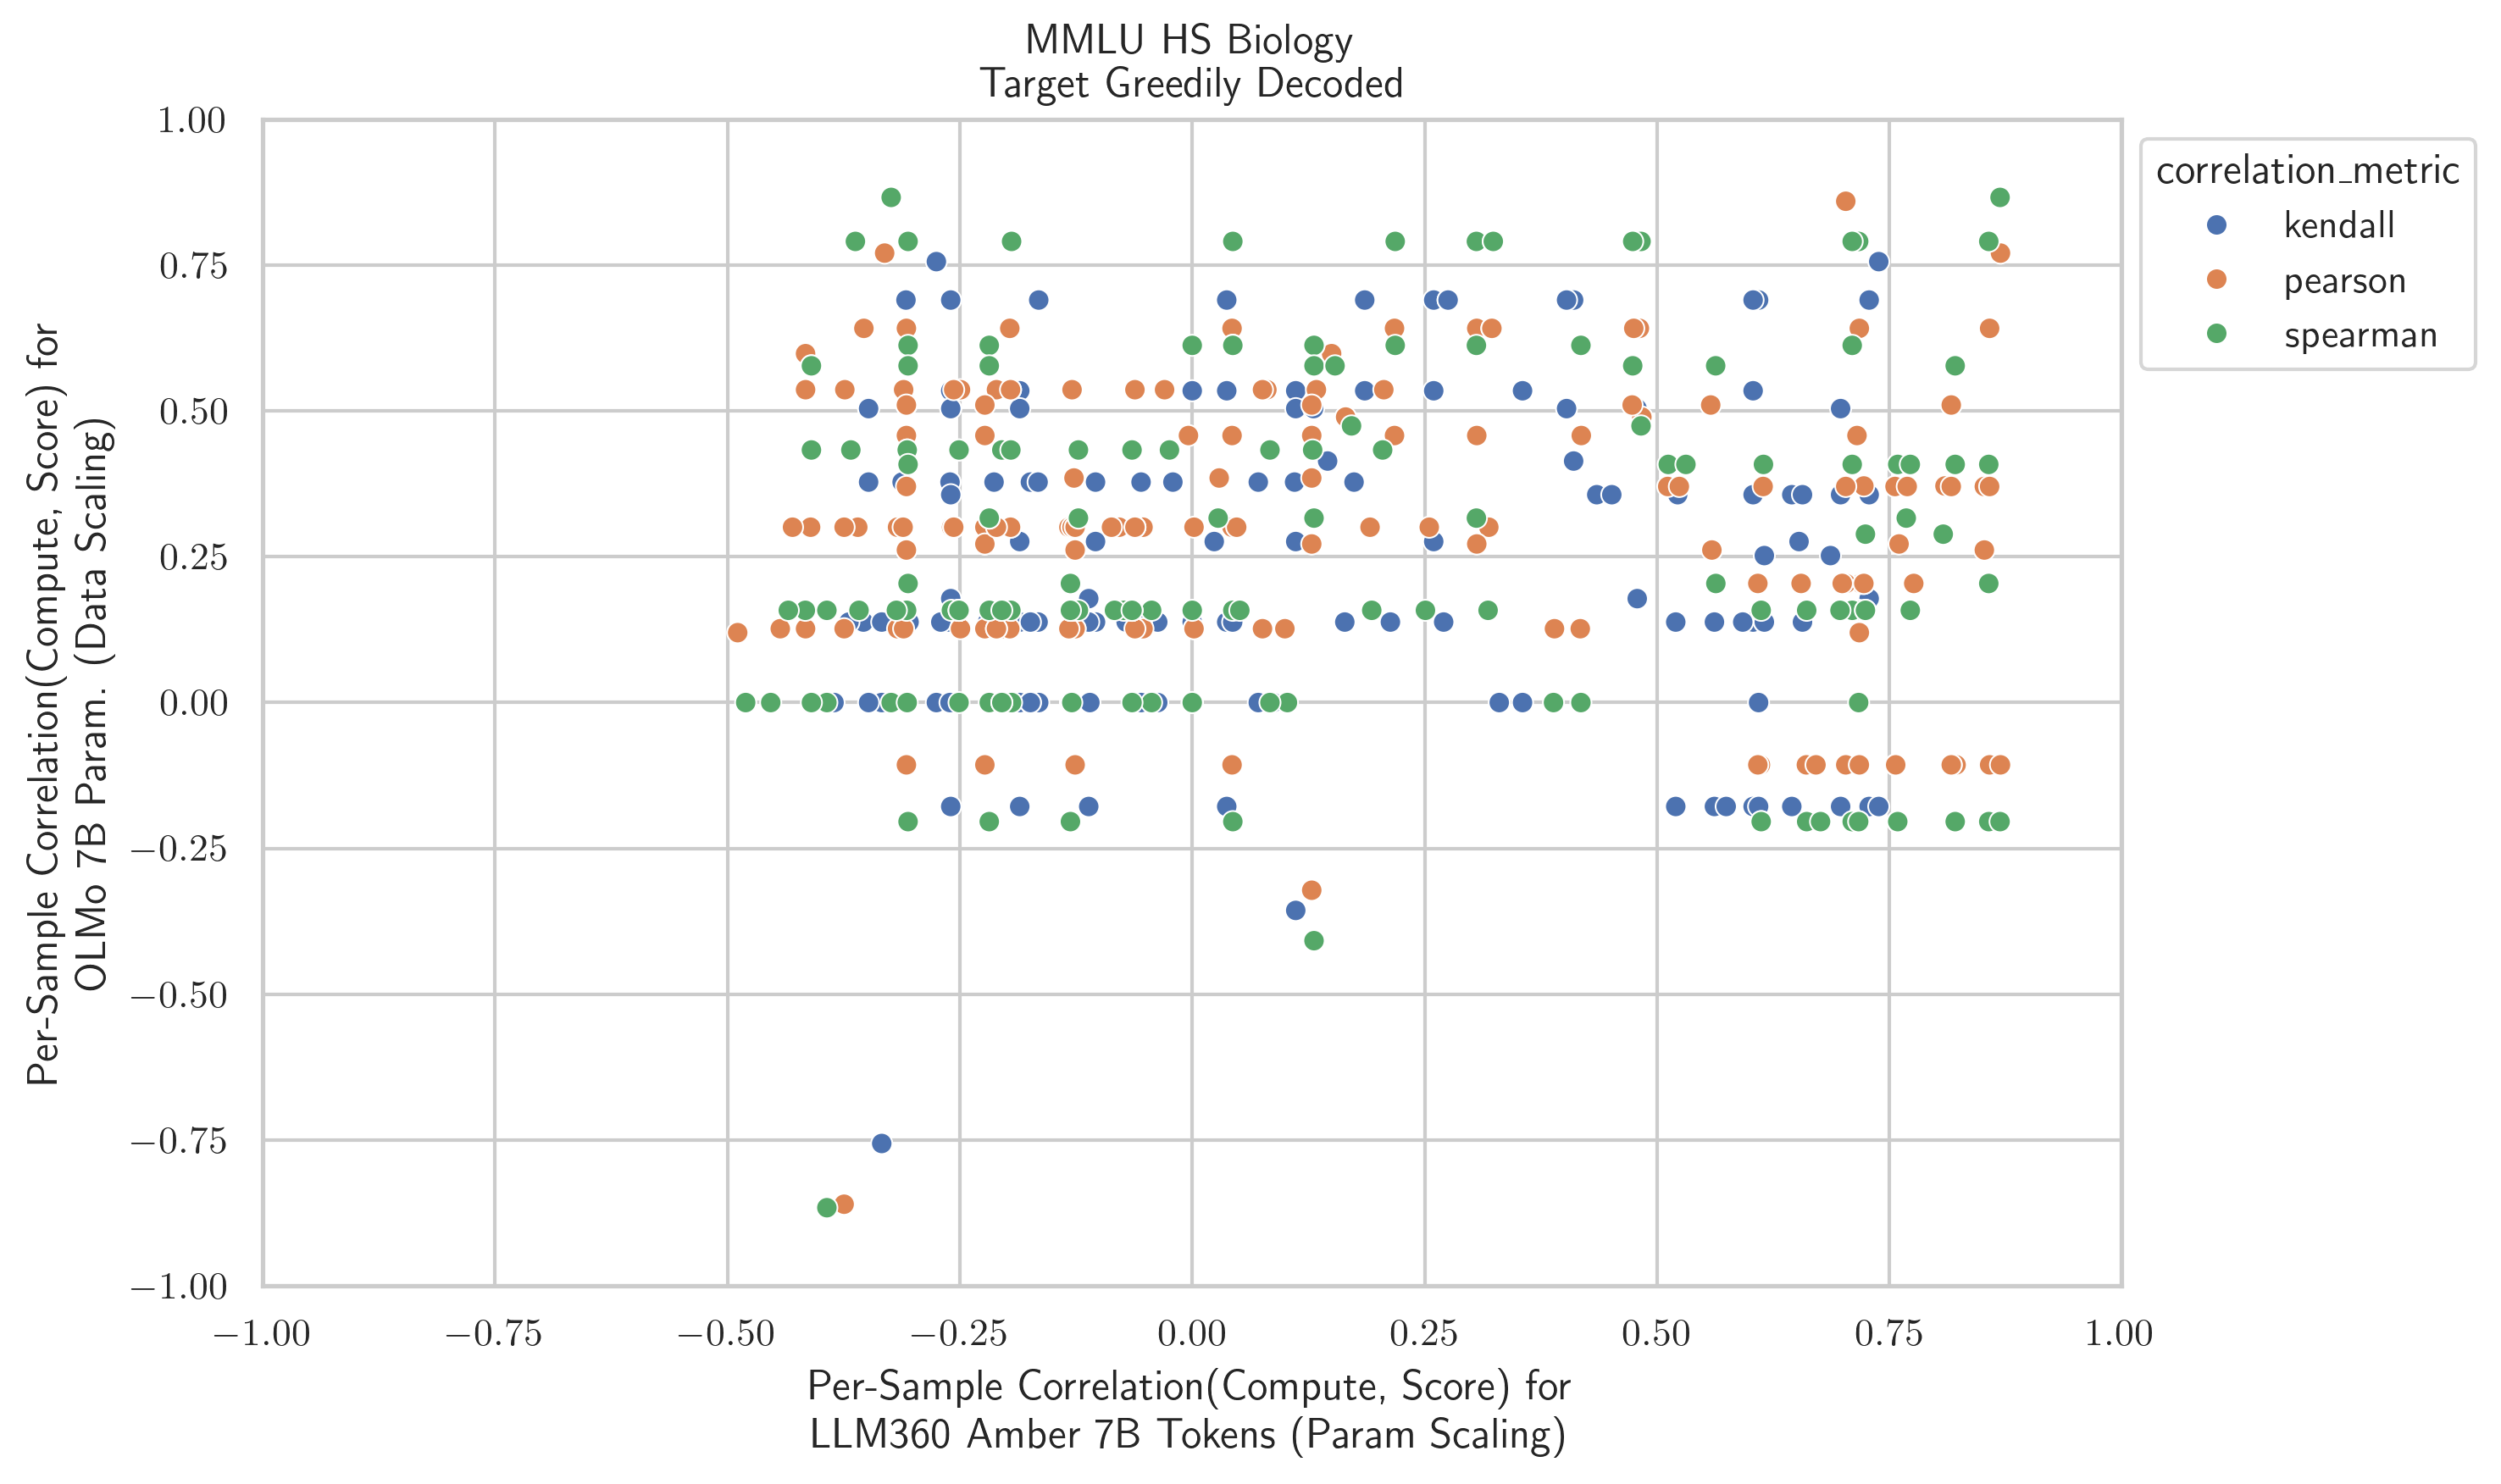 MMLU HS Biology
Target Greedily Decoded
Per-Sample Correlation(Compute, Score) for
OLMo 7B Param. (Data Scaling)
1.00
0.75
0.50
0.25
0.00
−0.25
−0.50
−0.75
−1.00
−1.00
−0.75
−0.50
−0.25
0.00
0.25
0.50
0.75
1.00
Per-Sample Correlation(Compute, Score) for
LLM360 Amber 7B Tokens (Param Scaling)
correlation_metric
kendall
pearson
spearman